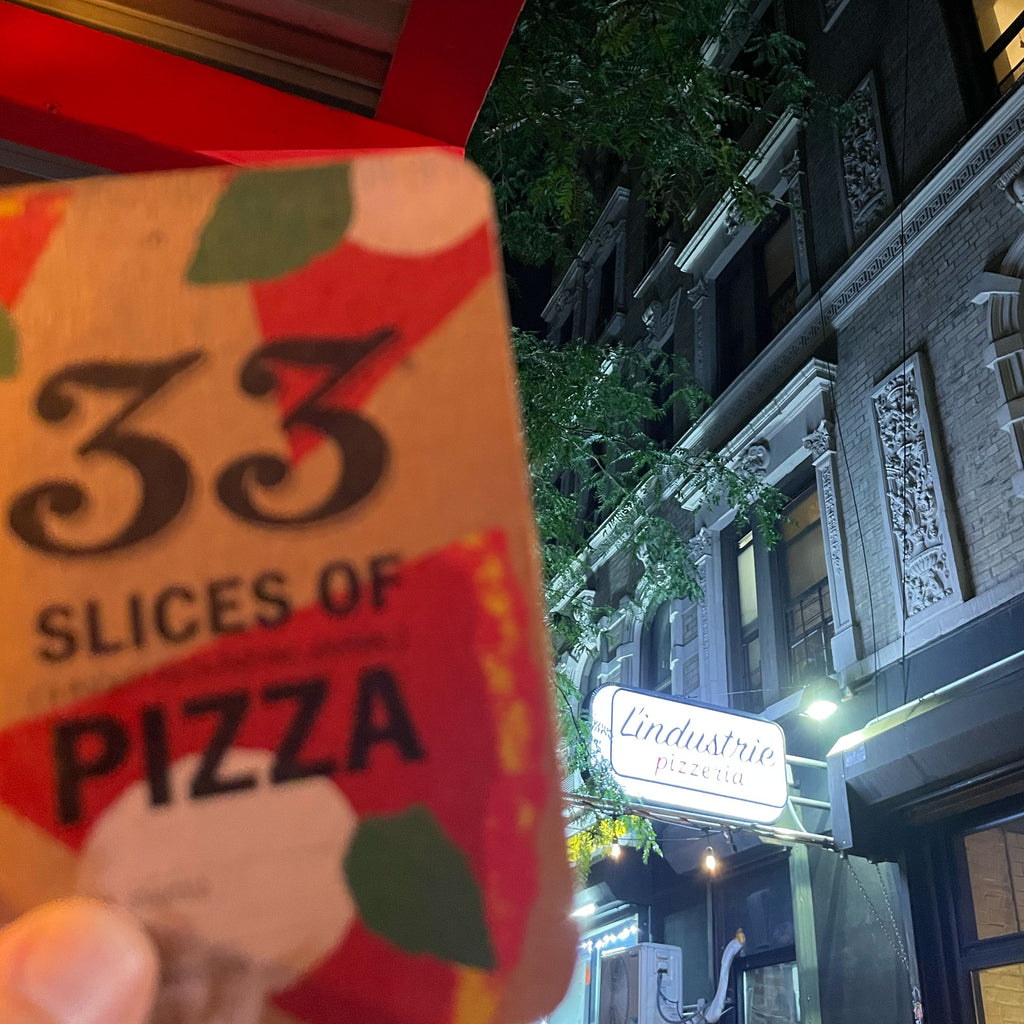 33
SLICES OF
PIZZA
L'industrie
pizzeria